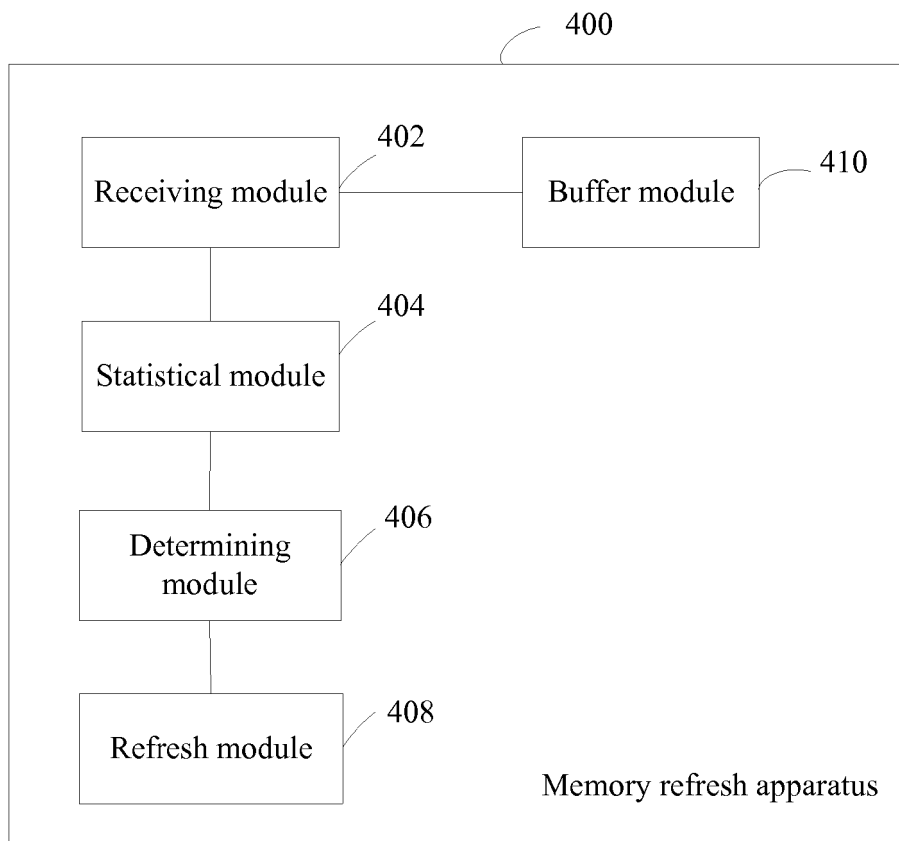 400
402
Receiving module
410
Buffer module
404
Statistical module
406
Determining
module
408
Refresh module
Memory refresh apparatus